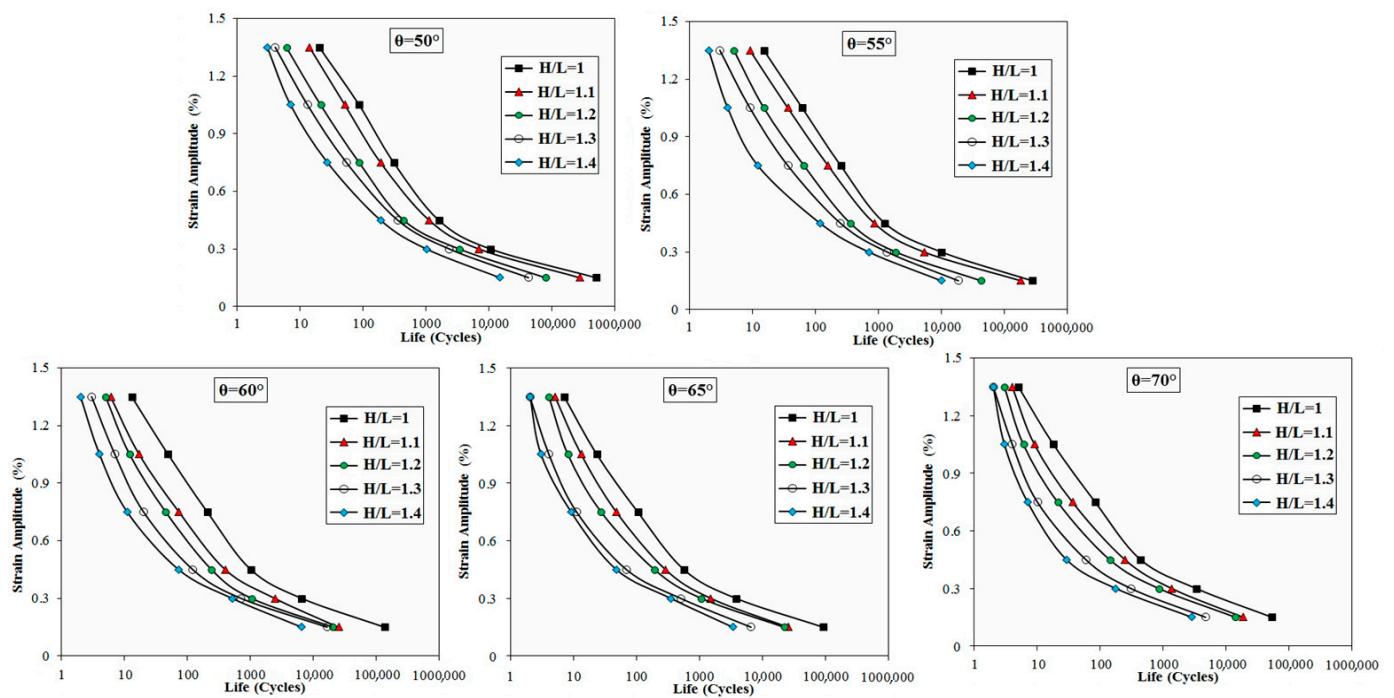 θ=50°
1.5
1.2
0.9
0.6
0.3
0
Strain Amplitude (%)
H/L=1
H/L=1.1
H/L=1.2
H/L=1.3
H/L=1.4
1 10 100 1000 10,000 100,000 1000,000
Life (Cycles)
θ=55°
1.5
1.2
0.9
0.6
0.3
0
Strain Amplitude (%)
H/L=1
H/L=1.1
H/L=1.2
H/L=1.3
H/L=1.4
1 10 100 1000 10,000 100,000 1000,000
Life (Cycles)
θ=60°
1.5
1.2
0.9
0.6
0.3
0
Strain Amplitude (%)
H/L=1
H/L=1.1
H/L=1.2
H/L=1.3
H/L=1.4
1 10 100 1000 10,000 100,000 1000,000
Life (Cycles)
θ=65°
1.5
1.2
0.9
0.6
0.3
0
Strain Amplitude (%)
H/L=1
H/L=1.1
H/L=1.2
H/L=1.3
H/L=1.4
1 10 100 1000 10,000 100,000 1000,000
Life (Cycles)
θ=70°
1.5
1.2
0.9
0.6
0.3
0
Strain Amplitude (%)
H/L=1
H/L=1.1
H/L=1.2
H/L=1.3
H/L=1.4
1 10 100 1000 10,000 100,000 1000,000
Life (Cycles)